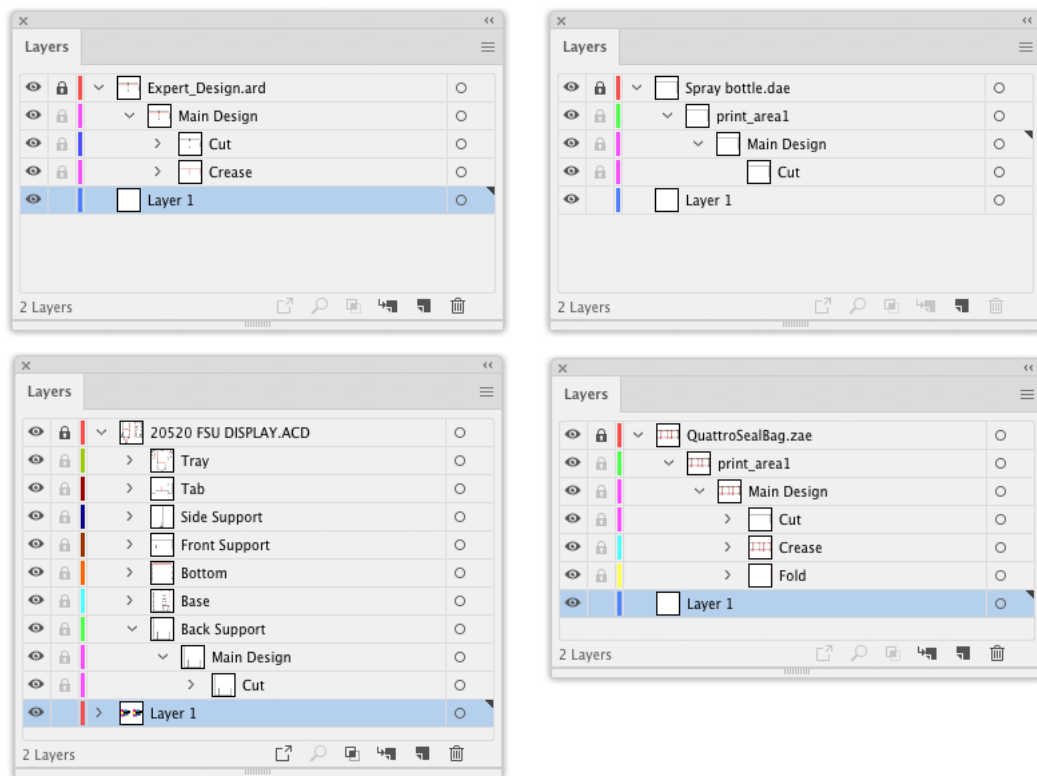 Layers
Expert_Design.ard
Main Design
Cut
Crease
Layer 1
2 Layers
Layers
Spray bottle.dae
print_area1
Main Design
Cut
Layer 1
2 Layers
Layers
20520 FSU DISPLAY.ACD
Tray
Tab
Side Support
Front Support
Bottom
Base
Back Support
Main Design
Cut
Layer 1
2 Layers
Layers
QuattroSealBag.zae
print_area1
Main Design
Cut
Crease
Fold
Layer 1
2 Layers